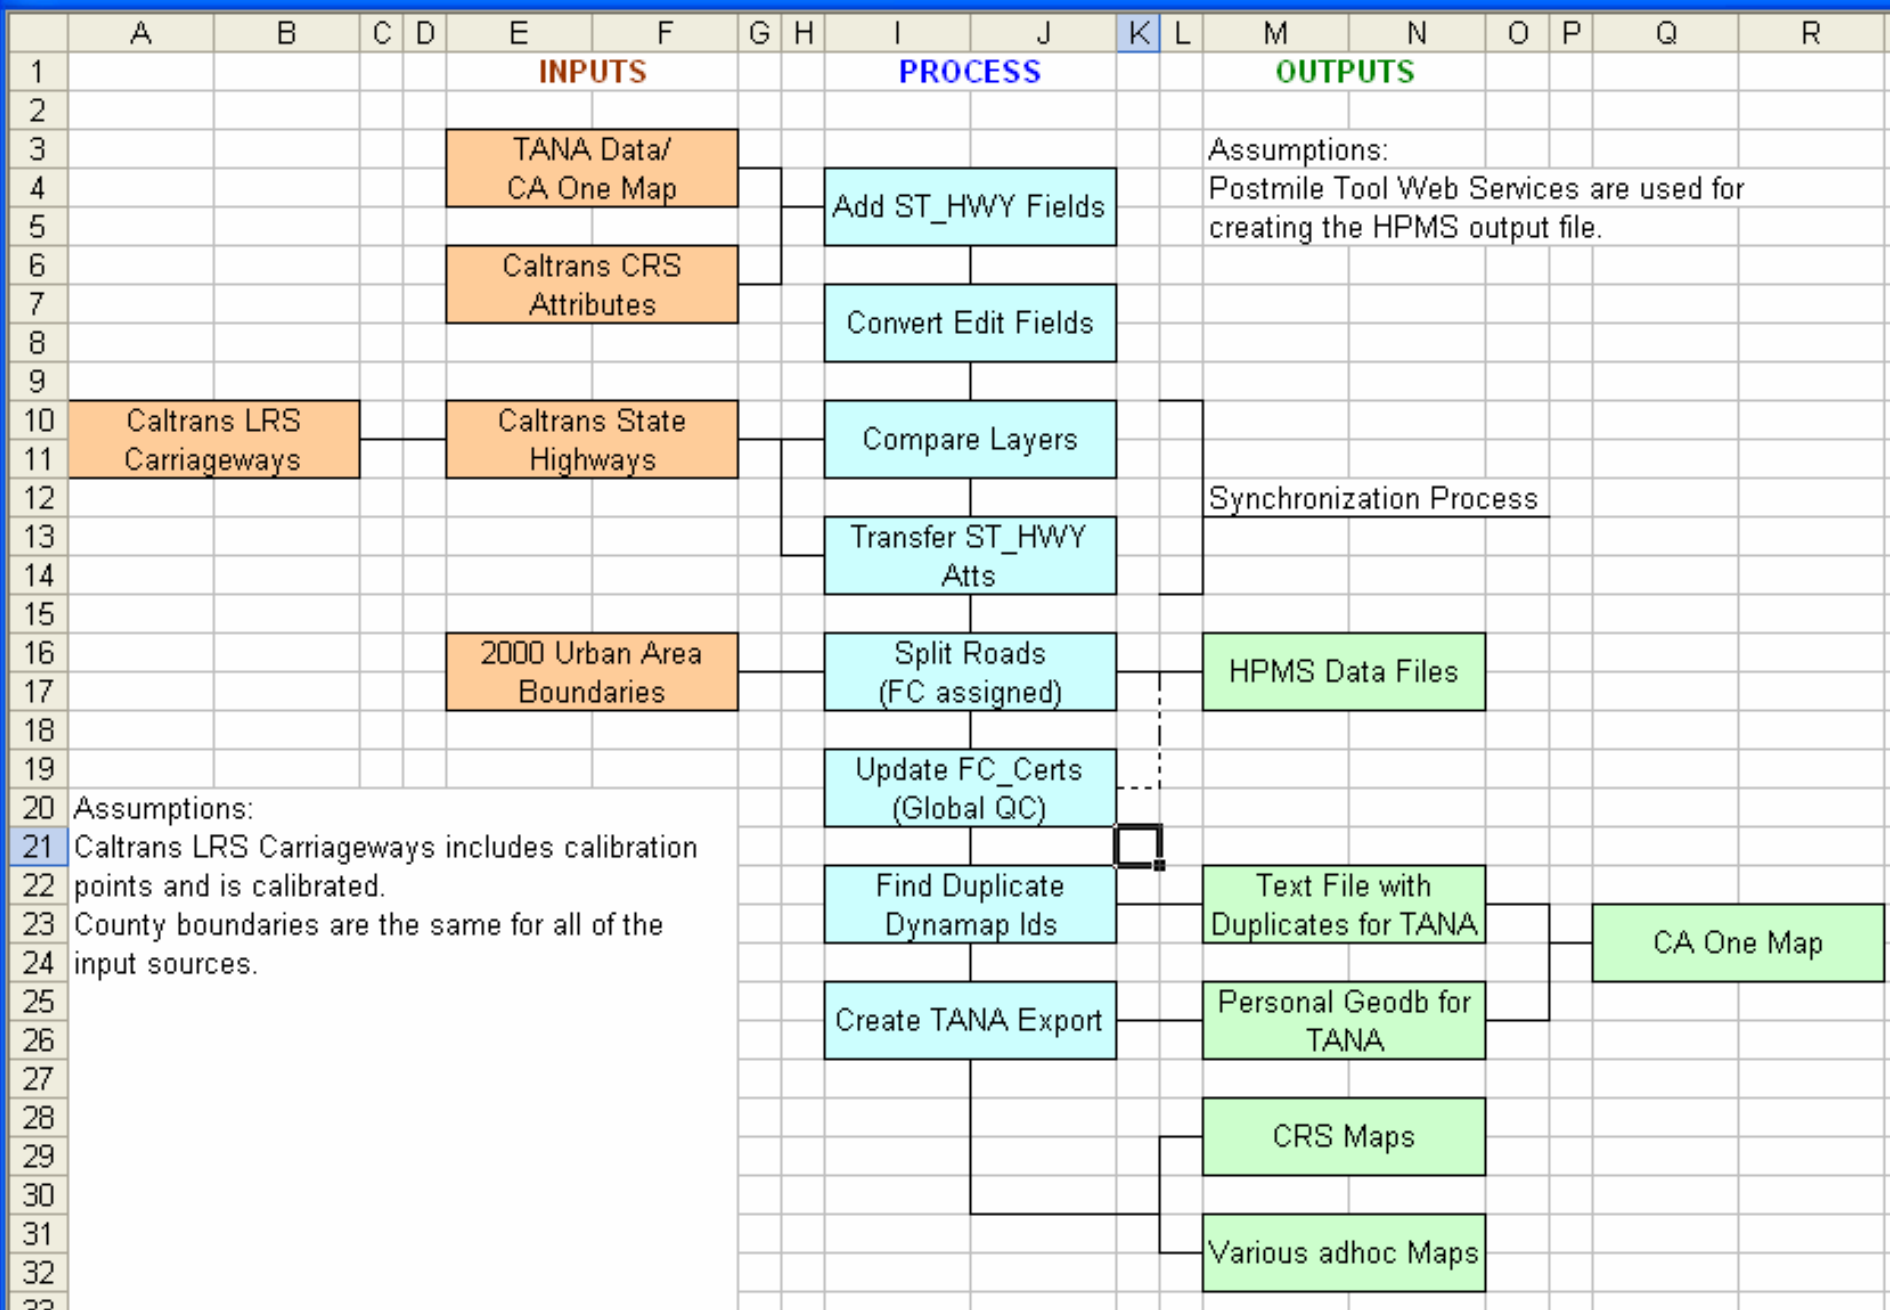 A B C D E F G H I J K L M N O P Q R
1 INPUTS PROCESS OUTPUTS
2
3 TANA Data/ Assumptions:
4 CA One Map Postmile Tool Web Services are used for
Add ST_HWY Fields
5 creating the HPMS output file.
6 Caltrans CRS
7 Attributes
Convert Edit Fields
8
9
10 Caltrans LRS Caltrans State
Compare Layers
11 Carriageways Highways
12 Synchronization Process
13 Transfer ST_HWY
14 Atts
15
16 2000 Urban Area Split Roads
HPMS Data Files
17 Boundaries (FC assigned)
18
19 Update FC_Certs
20 Assumptions: (Global QC)
21 Caltrans LRS Carriageways includes calibration
22 points and is calibrated. Find Duplicate Text File with
23 County boundaries are the same for all of the Dynamap Ids Duplicates for TANA
CA One Map
24 input sources.
25 Personal Geodb for
Create TANA Export
26 TANA
27
28
CRS Maps
29
30
31
Various adhoc Maps
32
33